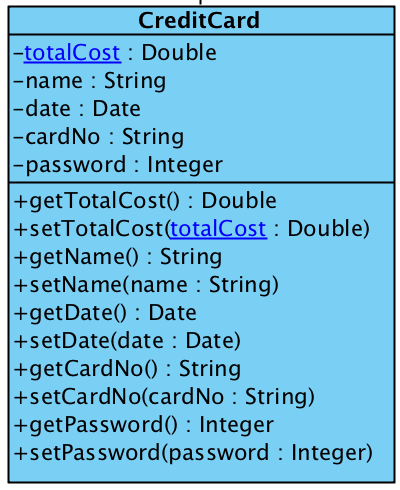 CreditCard
-totalCost : Double
-name : String
-date : Date
-cardNo : String
-password : Integer
+getTotalCost() : Double
+setTotalCost(totalCost : Double)
+getName() : String
+setName(name : String)
+getDate() : Date
+setDate(date : Date)
+getCardNo() : String
+setCardNo(cardNo : String)
+getPassword() : Integer
+setPassword(password : Integer)